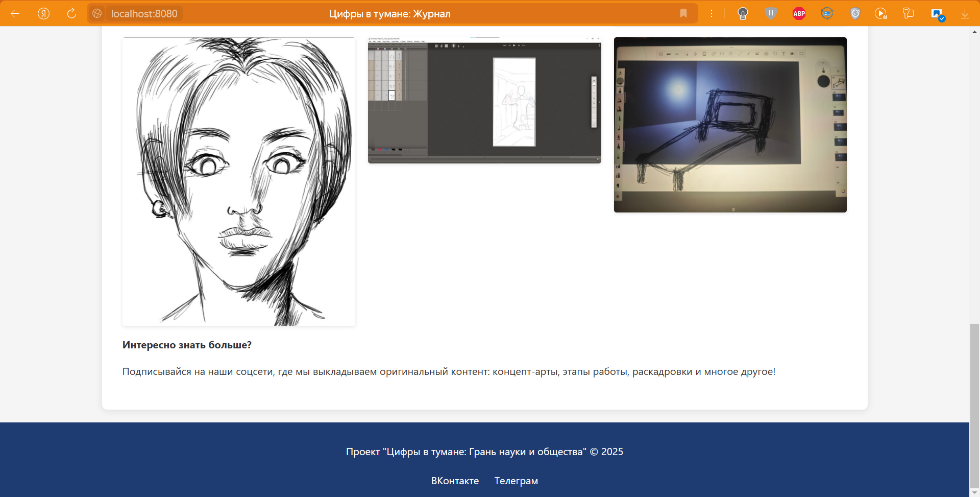 localhost:8080
Цифры в тумане: Журнал
ABP
Интересно знать больше?
Подписывайся на наши соцсети, где мы выкладываем оригинальный контент: концепт-арты, этапы работы, раскадровки и многое другое!
Проект "Цифры в тумане: Грань науки и общества" © 2025
ВКонтакте Телеграм